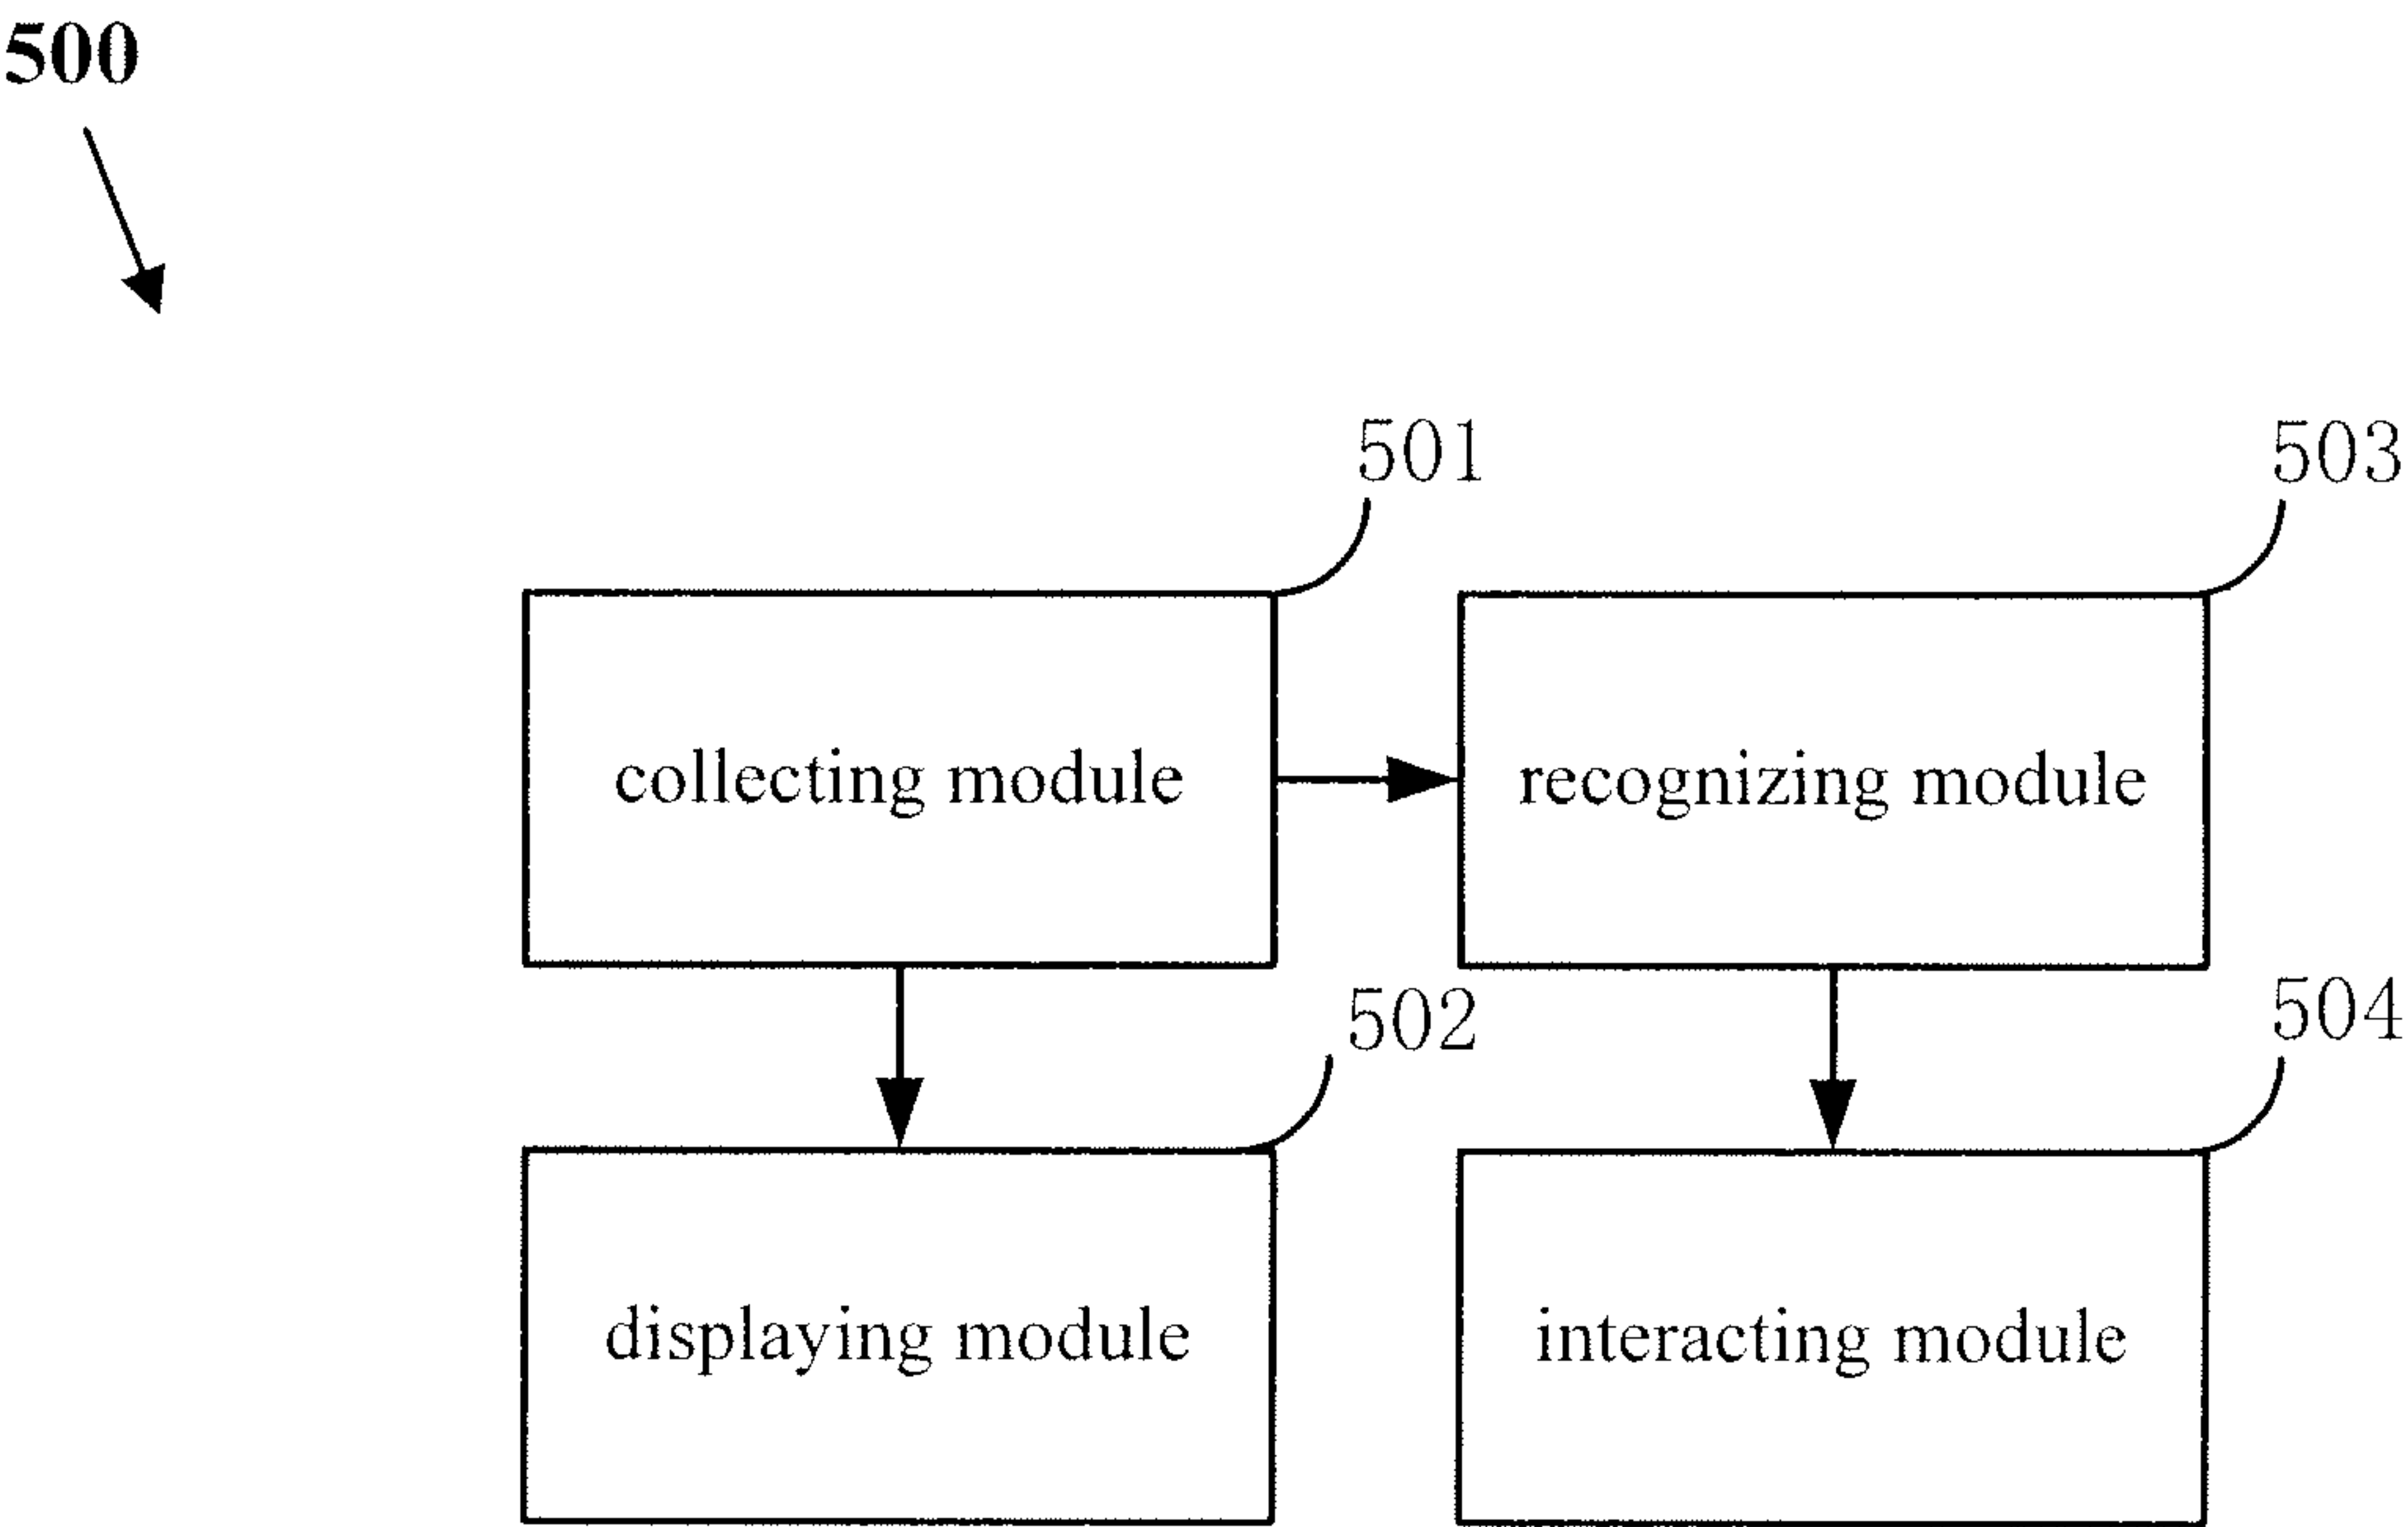 500
501
503
collecting module
recognizing module
502
504
displaying module
interacting module